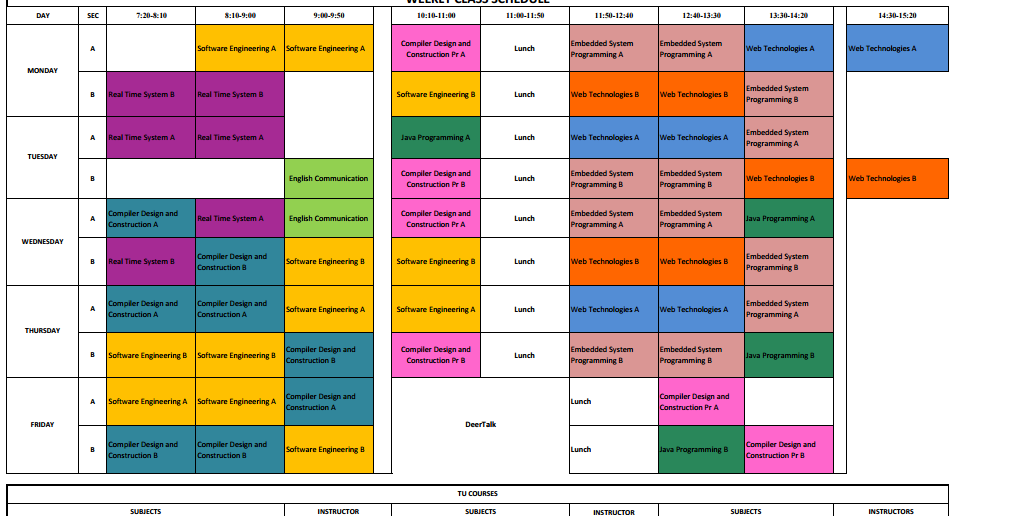 WEEKLY CLASS SCHEDULE
DAY SEC 7:20-8:10 8:10-9:00 9:00-9:50 10:10-11:00 11:00-11:50 11:50-12:40 12:40-13:30 13:30-14:20 14:30-15:20
MONDAY
A Software Engineering A Software Engineering A Compiler Design and Construction Pr A Lunch Embedded System Programming A Embedded System Programming A Web Technologies A Web Technologies A
B Real Time System B Real Time System B Software Engineering B Lunch Web Technologies B Web Technologies B Embedded System Programming B
TUESDAY
A Real Time System A Real Time System A Java Programming A Lunch Web Technologies A Web Technologies A Embedded System Programming A
B English Communication Compiler Design and Construction Pr B Lunch Embedded System Programming B Embedded System Programming B Web Technologies B Web Technologies B
WEDNESDAY
A Compiler Design and Construction A Real Time System A English Communication Compiler Design and Construction Pr A Lunch Embedded System Programming A Embedded System Programming A Java Programming A
B Real Time System B Compiler Design and Construction B Software Engineering B Software Engineering B Lunch Web Technologies B Web Technologies B Embedded System Programming B
THURSDAY
A Compiler Design and Construction A Compiler Design and Construction A Software Engineering A Software Engineering A Lunch Web Technologies A Web Technologies A Embedded System Programming A
B Software Engineering B Software Engineering B Compiler Design and Construction B Compiler Design and Construction Pr B Lunch Embedded System Programming B Embedded System Programming B Java Programming B
FRIDAY
A Software Engineering A Software Engineering A Compiler Design and Construction A DeerTalk Lunch Compiler Design and Construction Pr A
B Compiler Design and Construction B Compiler Design and Construction B Software Engineering B Lunch Java Programming B Compiler Design and Construction Pr B
TU COURSES
SUBJECTS INSTRUCTOR SUBJECTS INSTRUCTOR SUBJECTS INSTRUCTORS